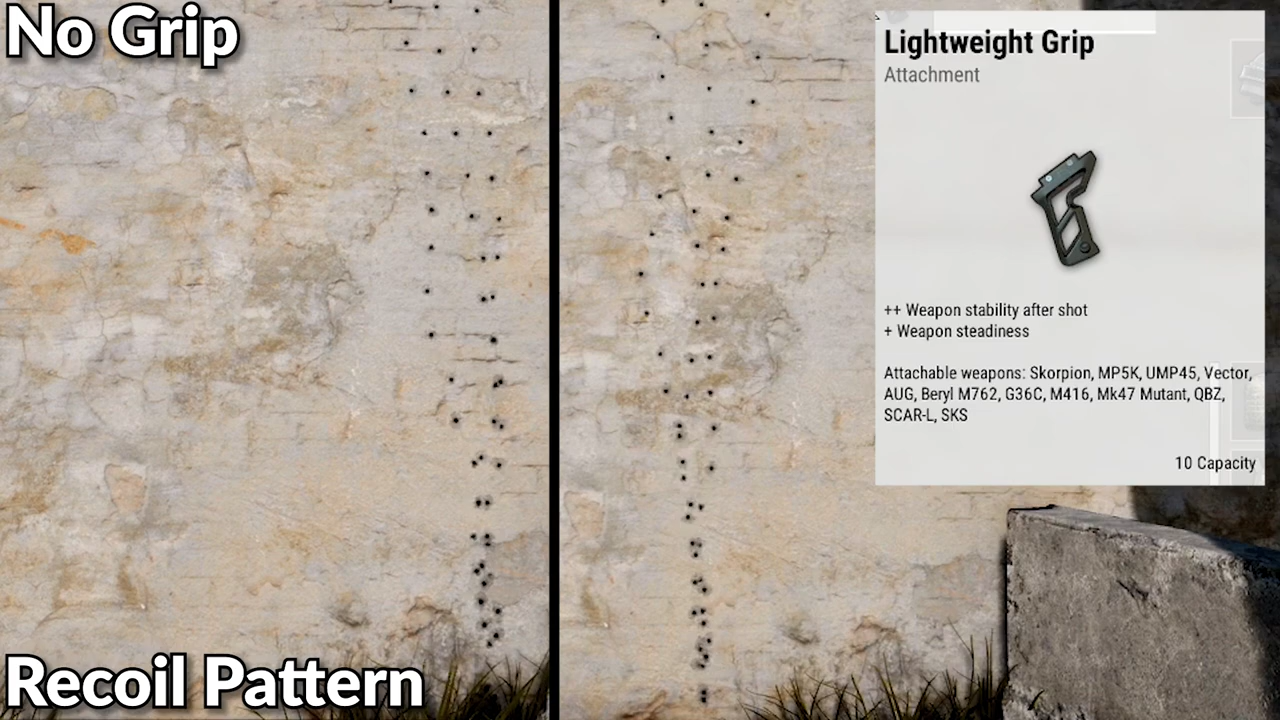 No Grip
Recoil Pattern
Lightweight Grip
Attachment
++ Weapon stability after shot
+ Weapon steadiness
Attachable weapons: Skorpion, MP5K, UMP45, Vector,
AUG, Beryl M762, G36C, M416, Mk47 Mutant, QBZ,
SCAR-L, SKS
10 Capacity